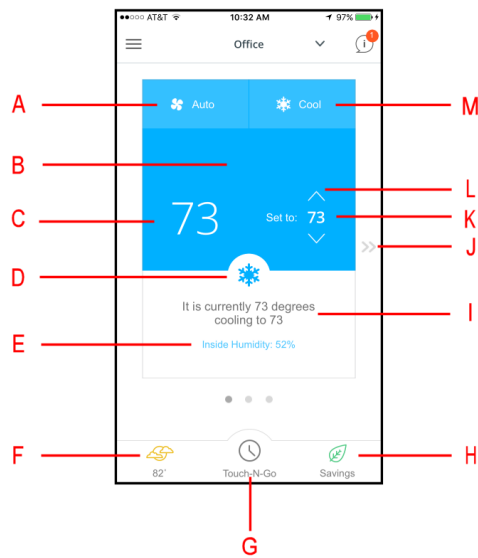 AT&T 10:32 AM 97%
Office i 1
A Auto Cool M
B
L
C 73 Set to: 73 K
J
D
It is currently 73 degrees I
cooling to 73
E Inside Humidity: 52%
F H
82° Touch-N-Go Savings
G